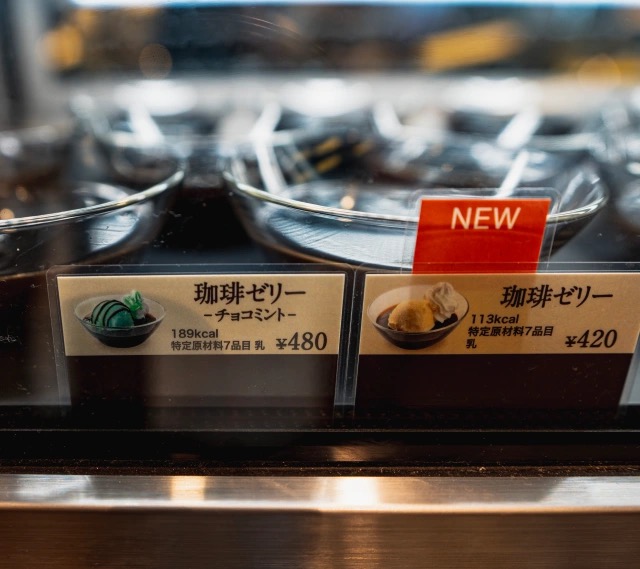 NEW
珈琲ゼリー
-チョコミント-
189kcal
特定原材料7品目 乳
¥480
珈琲ゼリー
113kcal
特定原材料7品目
乳
¥420